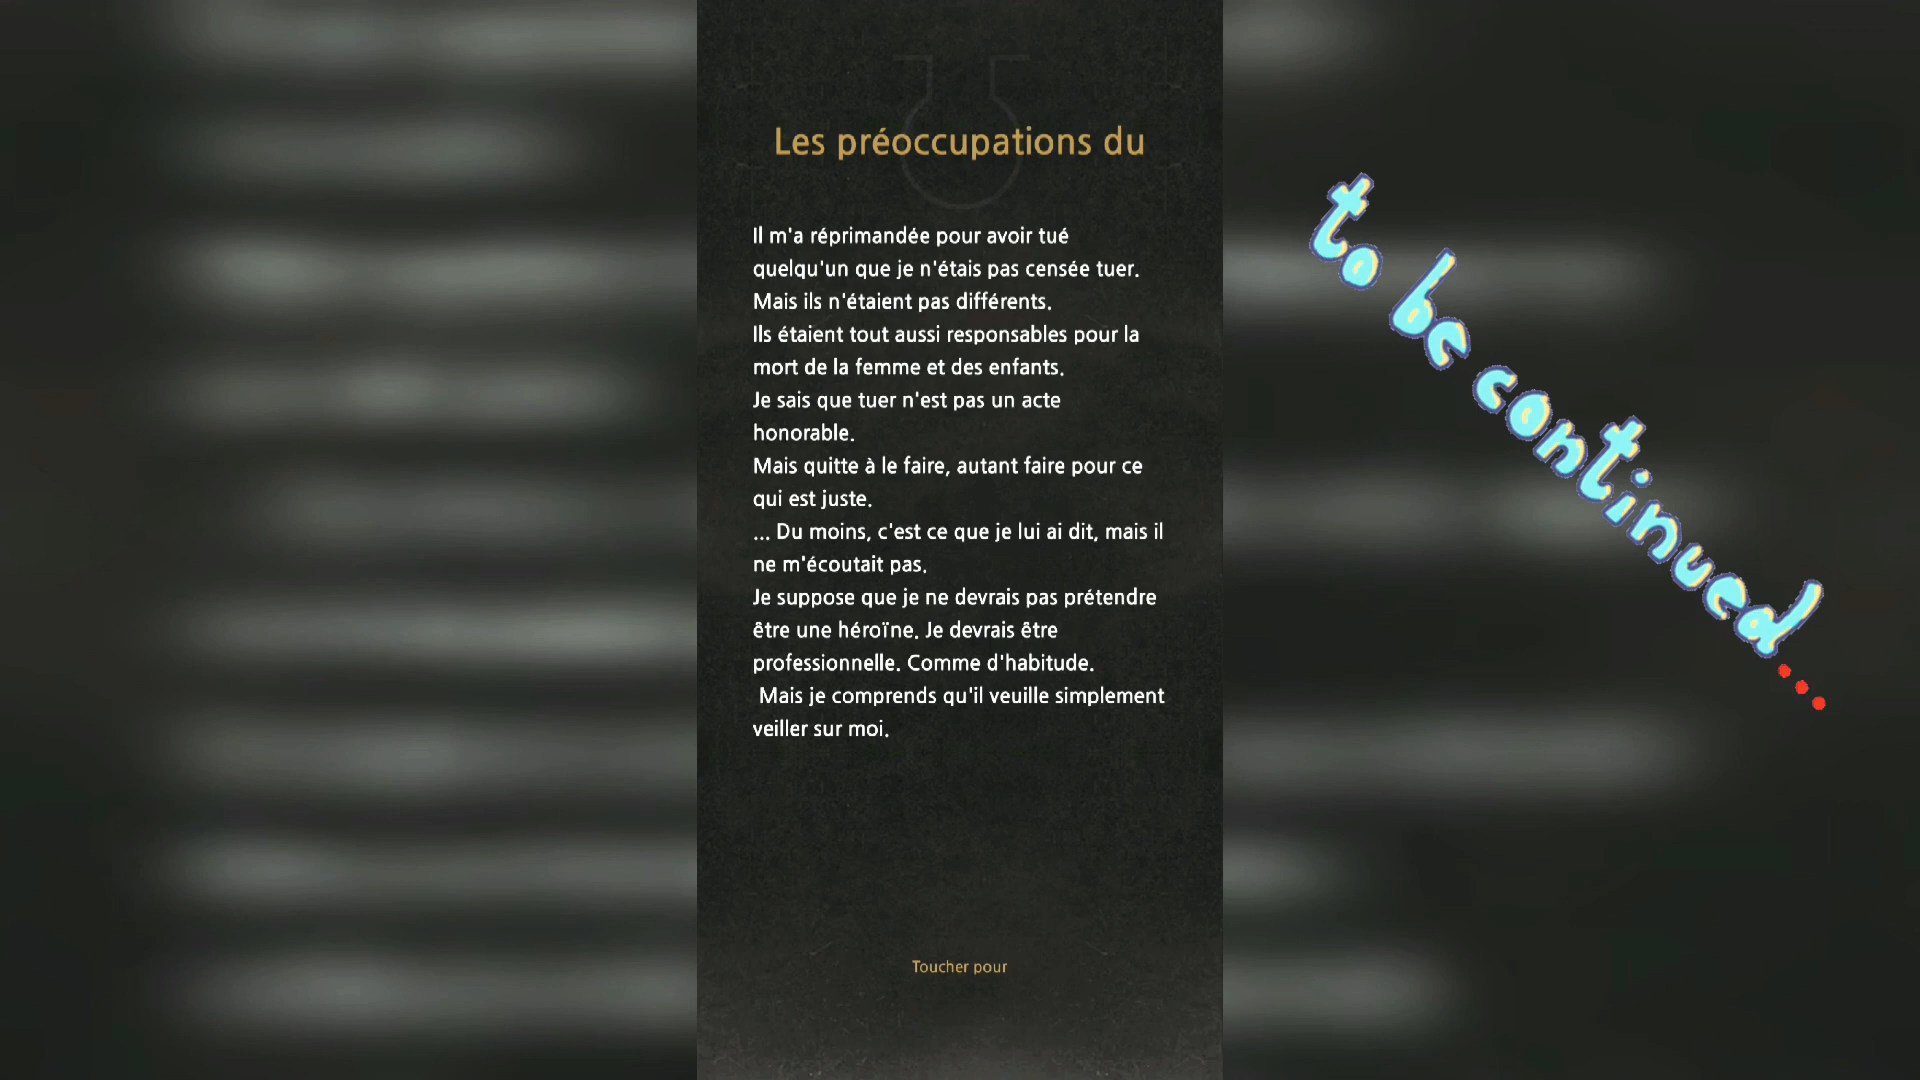 Les préoccupations du
Il m'a réprimandée pour avoir tué
quelqu'un que je n'étais pas censée tuer.
Mais ils n'étaient pas différents.
Ils étaient tout aussi responsables pour la
mort de la femme et des enfants.
Je sais que tuer n'est pas un acte
honorable.
Mais quitte à le faire, autant faire pour ce
qui est juste.
... Du moins, c'est ce que je lui ai dit, mais il
ne m'écoutait pas.
Je suppose que je ne devrais pas prétendre
être une héroïne. Je devrais être
professionnelle. Comme d'habitude.
Mais je comprends qu'il veuille simplement
veiller sur moi.
Toucher pour
to be continued...